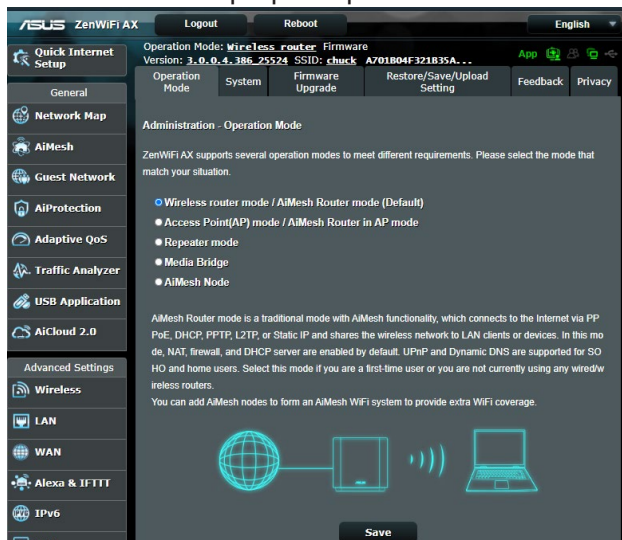 ASUS ZenWiFi AX Logout Reboot English
Quick Internet Setup
Operation Mode: Wireless router Firmware
Version: 3.0.0.4.386_25524 SSID: chuck A701B04F321B35A...
App
Operation Mode System Firmware Upgrade Restore/Save/Upload Setting Feedback Privacy
General
Network Map
AiMesh
Guest Network
AiProtection
Adaptive QoS
Traffic Analyzer
USB Application
AiCloud 2.0
Advanced Settings
Wireless
LAN
WAN
Alexa & IFTTT
IPv6
Administration - Operation Mode
ZenWiFi AX supports several operation modes to meet different requirements. Please select the mode that
match your situation.
Wireless router mode / AiMesh Router mode (Default)
Access Point(AP) mode / AiMesh Router in AP mode
Repeater mode
Media Bridge
AiMesh Node
AiMesh Router mode is a traditional mode with AiMesh functionality, which connects to the Internet via PP
PoE, DHCP, PPTP, L2TP, or Static IP and shares the wireless network to LAN clients or devices. In this mo
de, NAT, firewall, and DHCP server are enabled by default. UPnP and Dynamic DNS are supported for SO
HO and home users. Select this mode if you are a first-time user or you are not currently using any wired/w
ireless routers.
You can add AiMesh nodes to form an AiMesh WiFi system to provide extra WiFi coverage.
Save